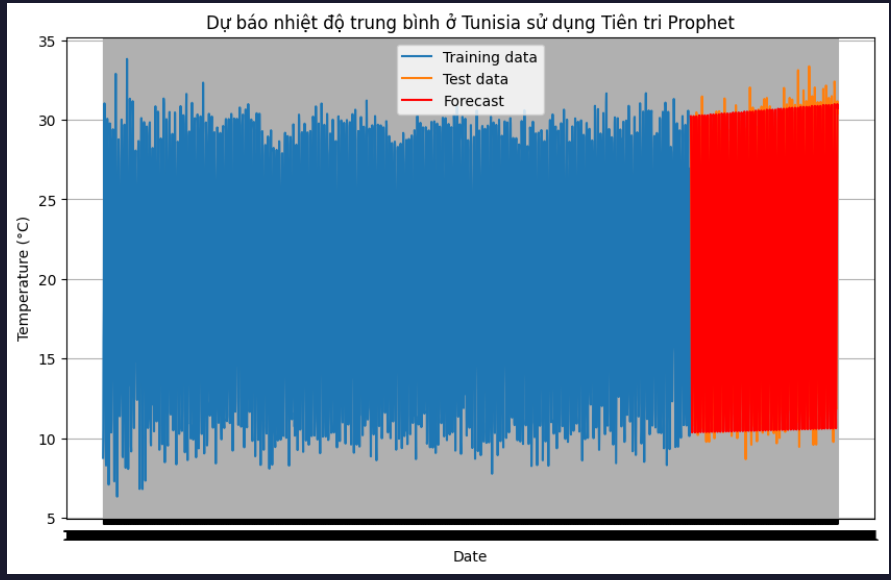 Dự báo nhiệt độ trung bình ở Tunisia sử dụng Tiên tri Prophet
Training data
Test data
Forecast
35
30
25
20
15
10
5
Temperature (°C)
Date